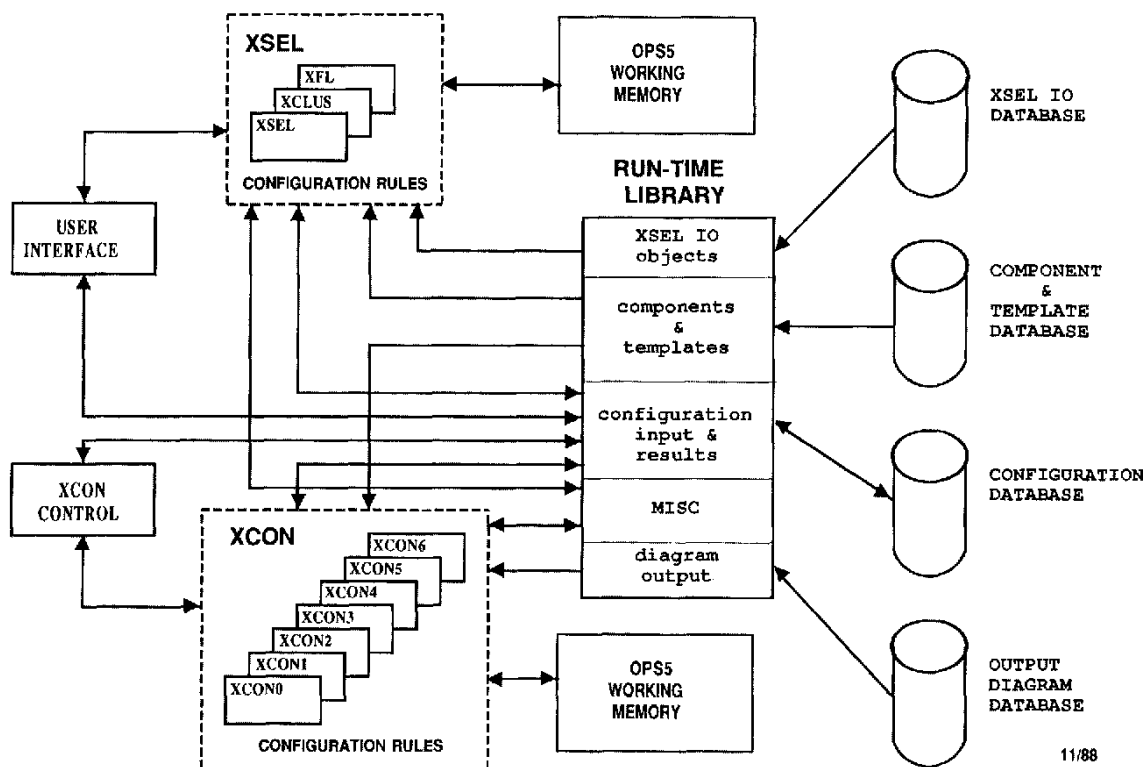 XSEL
XFL
XCLUS
XSEL
CONFIGURATION RULES
OPS5
WORKING
MEMORY
XSEL IO
DATABASE
USER
INTERFACE
RUN-TIME
LIBRARY
XSEL IO
objects
components
&
templates
configuration
input &
results
MISC
diagram
output
COMPONENT
&
TEMPLATE
DATABASE
XCON
CONTROL
CONFIGURATION
DATABASE
XCON
XCON6
XCON5
XCON4
XCON3
XCON2
XCON1
XCON0
CONFIGURATION RULES
OPS5
WORKING
MEMORY
OUTPUT
DIAGRAM
DATABASE
11/88